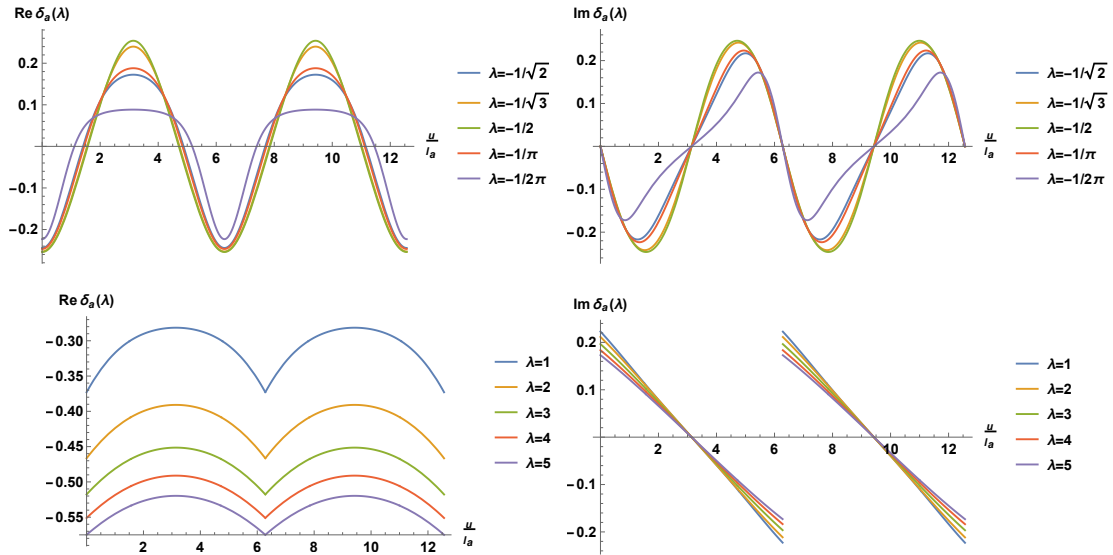 Re δa(λ)
0.2
0.1
−0.1
−0.2
2 4 6 8 10 12
u/la
λ=−1/√2
λ=−1/√3
λ=−1/2
λ=−1/π
λ=−1/2π
Im δa(λ)
0.2
0.1
−0.1
−0.2
2 4 6 8 10 12
u/la
λ=−1/√2
λ=−1/√3
λ=−1/2
λ=−1/π
λ=−1/2π
Re δa(λ)
−0.30
−0.35
−0.40
−0.45
−0.50
−0.55
2 4 6 8 10 12
u/la
λ=1
λ=2
λ=3
λ=4
λ=5
Im δa(λ)
0.2
0.1
−0.1
−0.2
2 4 6 8 10 12
u/la
λ=1
λ=2
λ=3
λ=4
λ=5